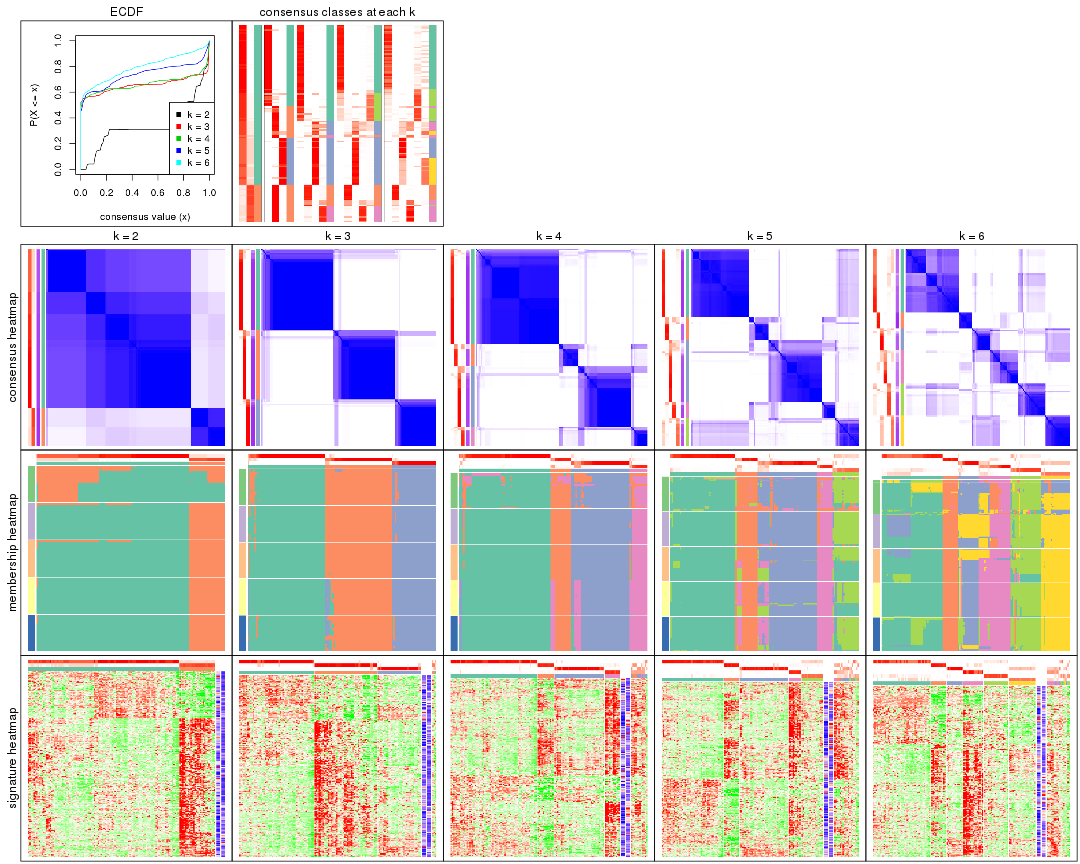 ECDF
consensus classes at each k
P(X <= x)
1.0
0.8
0.6
0.4
0.2
0.0
k = 2
k = 3
k = 4
k = 5
k = 6
0.0 0.2 0.4 0.6 0.8 1.0
consensus value (x)
k = 2
k = 3
k = 4
k = 5
k = 6
consensus heatmap
membership heatmap
signature heatmap